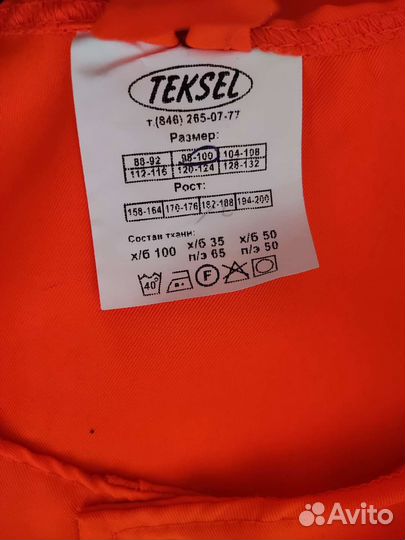 TEKSEL
т.(846) 265-07-77
Размер:
88-92 96-100 104-108
112-116 120-124 128-132
Рост:
158-164 170-176 182-188 194-200
Состав ткани:
х/б 100 х/б 35 х/б 50
п/э 65 п/э 50
40° F
Avito